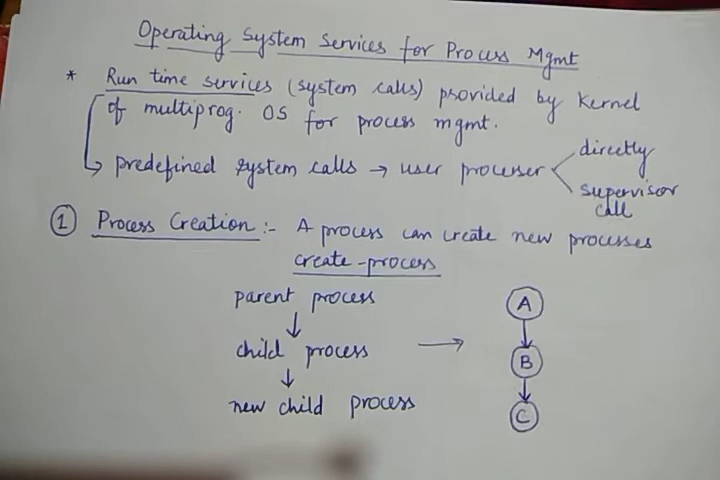 Operating System Services for Process Mgmt
* Run time services (system calls) provided by Kernel
of multiprog. OS for process mgmt.
predefined system calls → user processer
directly
supervisor
call
① Process Creation :- A process can create new processes
create-process
parent process
↓
child process →
↓
new child process
A
↓
B
↓
C